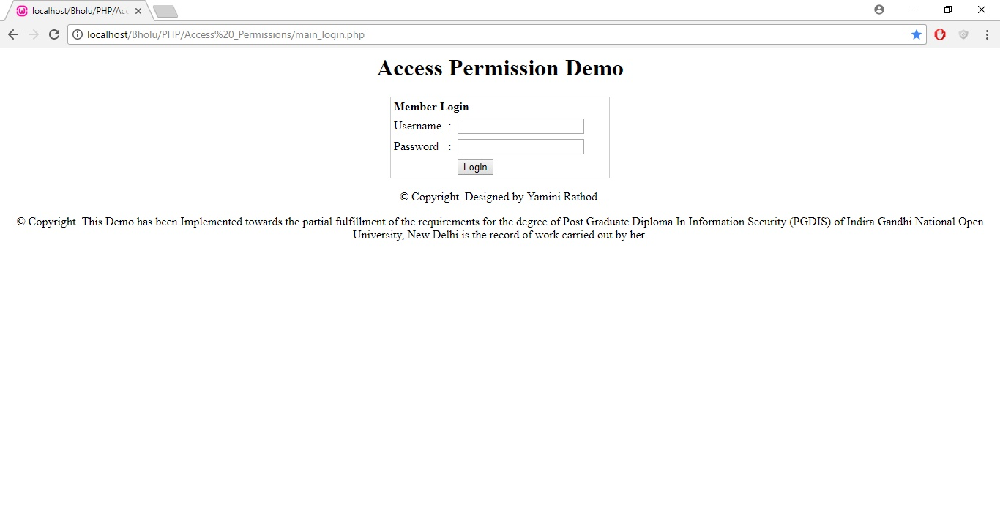 localhost/Bholu/PHP/Acc
localhost/Bholu/PHP/Access%20_Permissions/main_login.php
Access Permission Demo
Member Login
Username :
Password :
Login
© Copyright. Designed by Yamini Rathod.
© Copyright. This Demo has been Implemented towards the partial fulfillment of the requirements for the degree of Post Graduate Diploma In Information Security (PGDIS) of Indira Gandhi National Open
University, New Delhi is the record of work carried out by her.